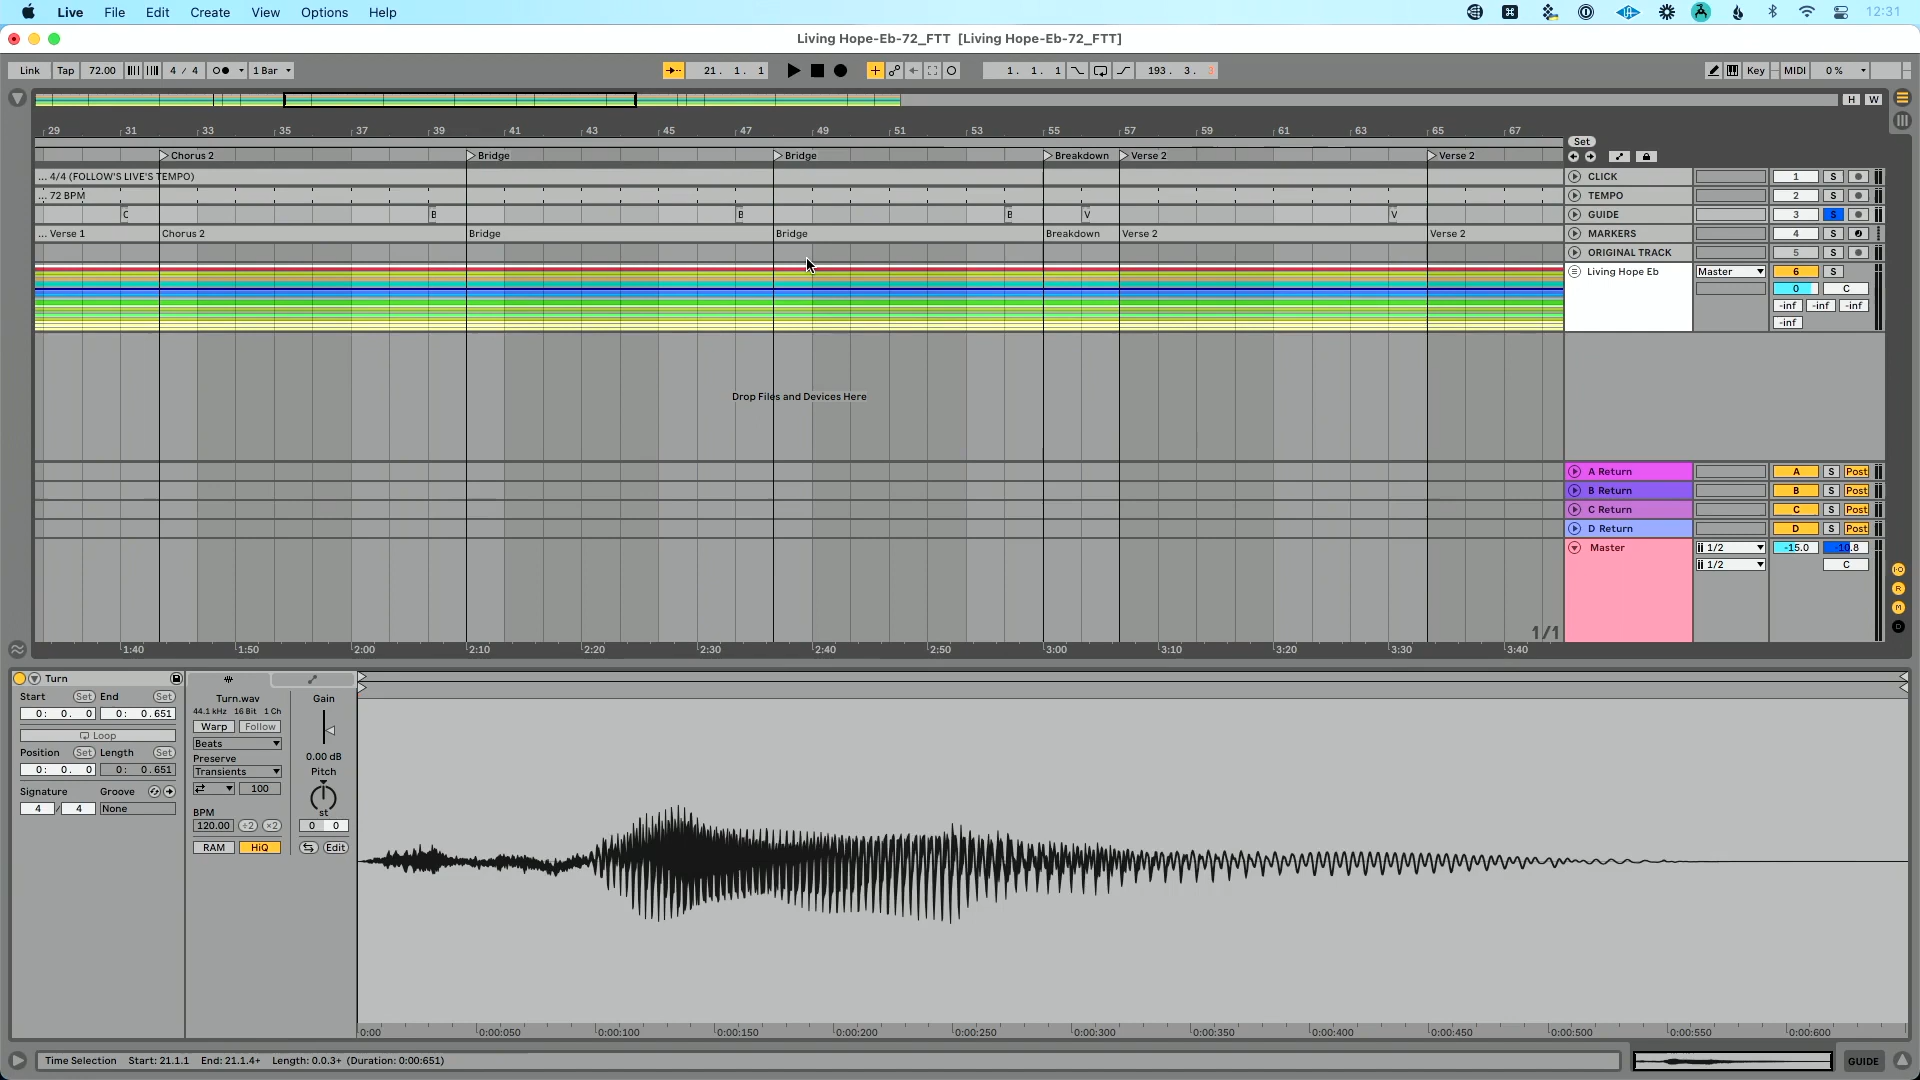 Live File Edit Create View Options Help 12:31
Living Hope-Eb-72_FTT [Living Hope-Eb-72_FTT]
Link Tap 72.00 4 / 4 1 Bar 21. 1. 1 1. 1. 1 193. 3. 3 Key MIDI 0 %
H W
29 31 33 35 37 39 41 43 45 47 49 51 53 55 57 59 61 63 65 67
Set
Chorus 2 Bridge Bridge Breakdown Verse 2 Verse 2
... 4/4 (FOLLOW'S LIVE'S TEMPO) CLICK 1 S
... 72 BPM TEMPO 2 S
C B B B V V GUIDE 3 S
... Verse 1 Chorus 2 Bridge Bridge Breakdown Verse 2 Verse 2 MARKERS 4 S
ORIGINAL TRACK 5 S
Living Hope Eb Master 6 S
0 C
-inf -inf -inf
-inf
Drop Files and Devices Here
A Return A S Post
B Return B S Post
C Return C S Post
D Return D S Post
Master 1/2 -15.0 -10.8
1/2 C
1/1
1:40 1:50 2:00 2:10 2:20 2:30 2:40 2:50 3:00 3:10 3:20 3:30 3:40
I·O
R
M
D
Turn
Start Set End Set
0: 0. 0 0: 0.651
Loop
Position Set Length Set
0: 0. 0 0: 0.651
Signature Groove
4 / 4 None
Turn.wav
44.1 kHz 16 Bit 1 Ch
Warp Follow
Beats
Preserve
Transients
100
BPM
120.00 ÷2 ×2
RAM HiQ
Gain
0.00 dB
Pitch
st
0 0
Edit
0:00 0:00:050 0:00:100 0:00:150 0:00:200 0:00:250 0:00:300 0:00:350 0:00:400 0:00:450 0:00:500 0:00:550 0:00:600
Time Selection Start: 21.1.1 End: 21.1.4+ Length: 0.0.3+ (Duration: 0:00:651) GUIDE